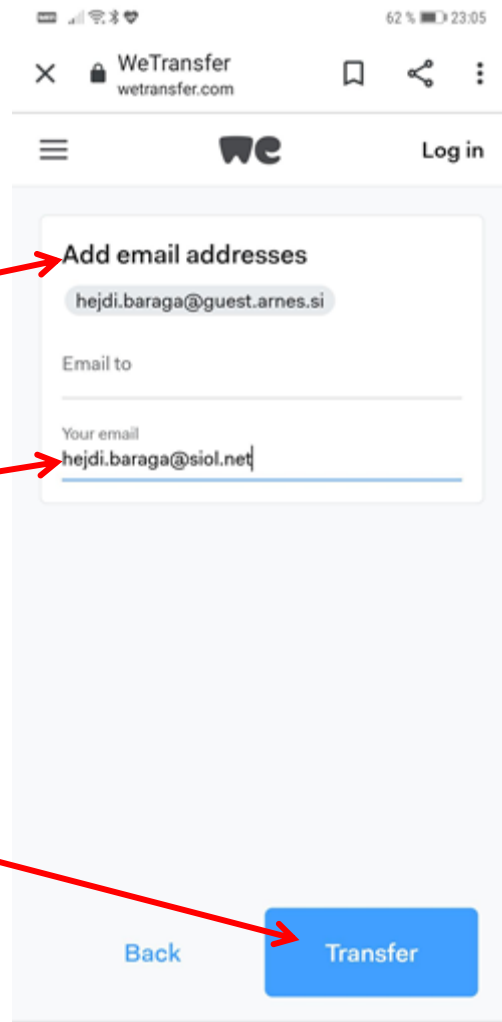 62 % 23:05
WeTransfer
wetransfer.com
we
Log in
Add email addresses
hejdi.baraga@guest.arnes.si
Email to
Your email
hejdi.baraga@siol.net
Back
Transfer